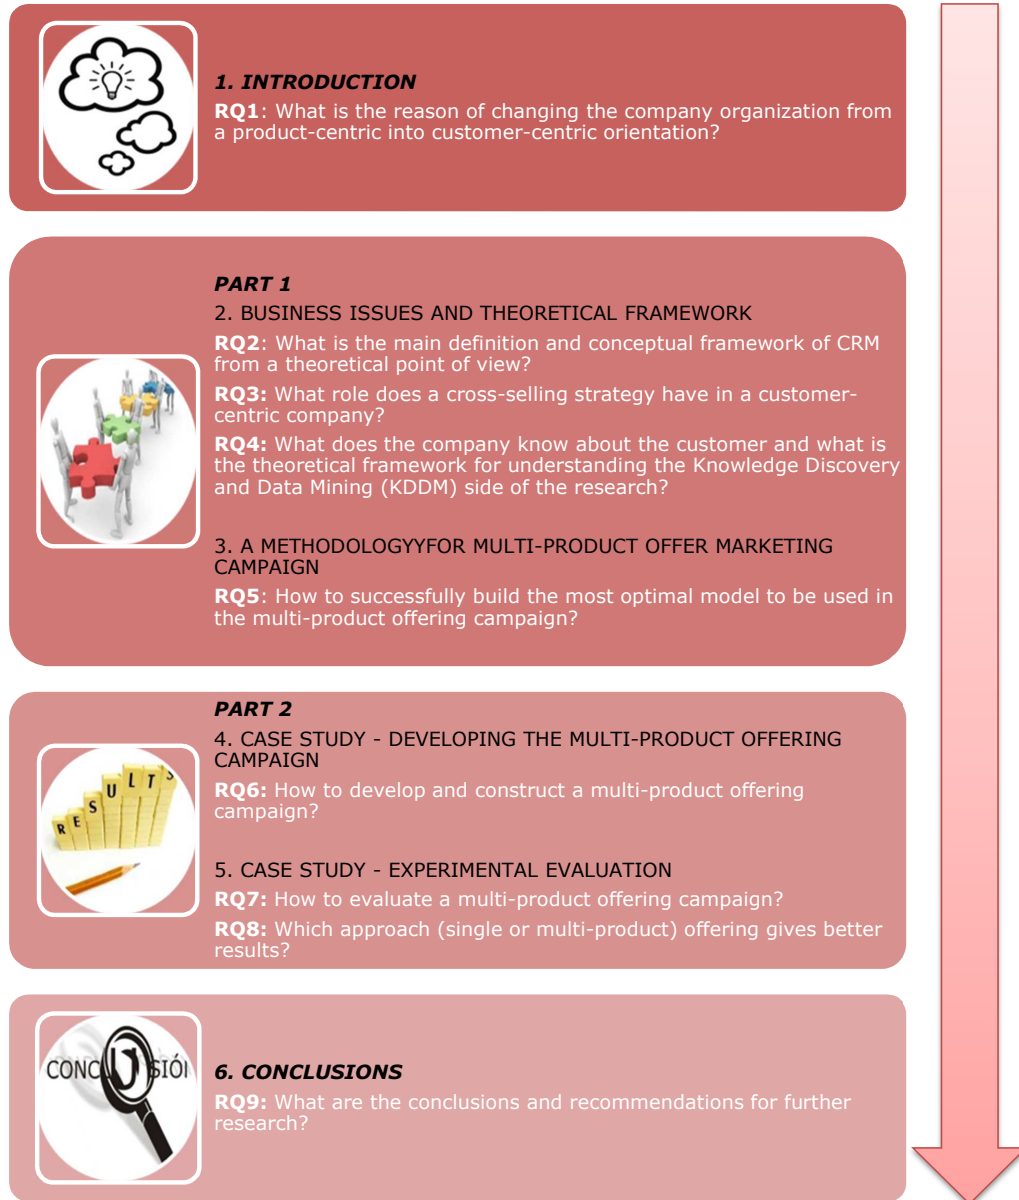 1. INTRODUCTION
RQ1: What is the reason of changing the company organization from
a product-centric into customer-centric orientation?
PART 1
2. BUSINESS ISSUES AND THEORETICAL FRAMEWORK
RQ2: What is the main definition and conceptual framework of CRM
from a theoretical point of view?
RQ3: What role does a cross-selling strategy have in a customer-
centric company?
RQ4: What does the company know about the customer and what is
the theoretical framework for understanding the Knowledge Discovery
and Data Mining (KDDM) side of the research?
3. A METHODOLOGYYFOR MULTI-PRODUCT OFFER MARKETING
CAMPAIGN
RQ5: How to successfully build the most optimal model to be used in
the multi-product offering campaign?
PART 2
4. CASE STUDY - DEVELOPING THE MULTI-PRODUCT OFFERING
CAMPAIGN
RESULTS
RQ6: How to develop and construct a multi-product offering
campaign?
5. CASE STUDY - EXPERIMENTAL EVALUATION
RQ7: How to evaluate a multi-product offering campaign?
RQ8: Which approach (single or multi-product) offering gives better
results?
CONCLUSIÓI
6. CONCLUSIONS
RQ9: What are the conclusions and recommendations for further
research?